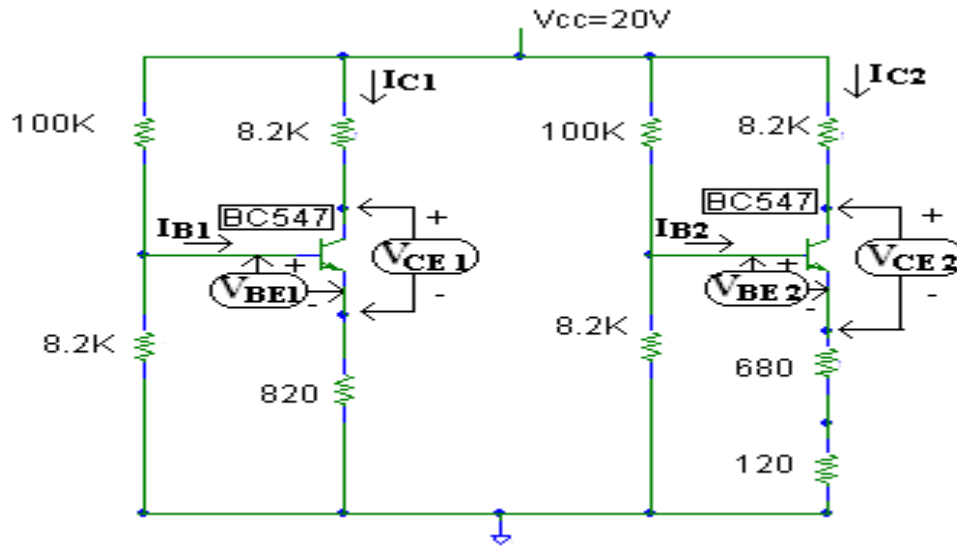 Vcc=20V
IC1
IC2
100K
8.2K
100K
8.2K
BC547
BC547
IB1
+
IB2
+
+
VCE 1
+
VCE 2
VBE1
-
-
VBE 2
-
-
8.2K
8.2K
680
820
120